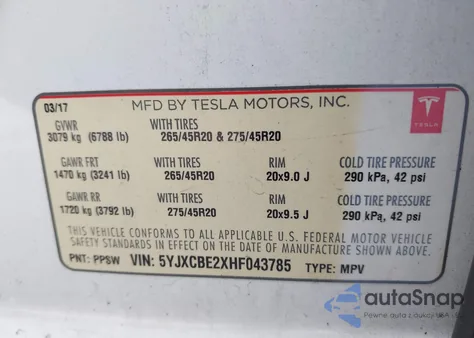 03/17 MFD BY TESLA MOTORS, INC.
TESLA
GVWR WITH TIRES
3079 kg (6788 lb) 265/45R20 & 275/45R20
GAWR FRT WITH TIRES RIM COLD TIRE PRESSURE
1470 kg (3241 lb) 265/45R20 20x9.0 J 290 kPa, 42 psi
GAWR RR WITH TIRES RIM COLD TIRE PRESSURE
1720 kg (3792 lb) 275/45R20 20x9.5 J 290 kPa, 42 psi
THIS VEHICLE CONFORMS TO ALL APPLICABLE U.S. FEDERAL MOTOR VEHICLE
SAFETY STANDARDS IN EFFECT ON THE DATE OF MANUFACTURE SHOWN ABOVE.
PNT: PPSW VIN: 5YJXCBE2XHF043785 TYPE: MPV
autoSnap
Pewne auta z aukcji USA